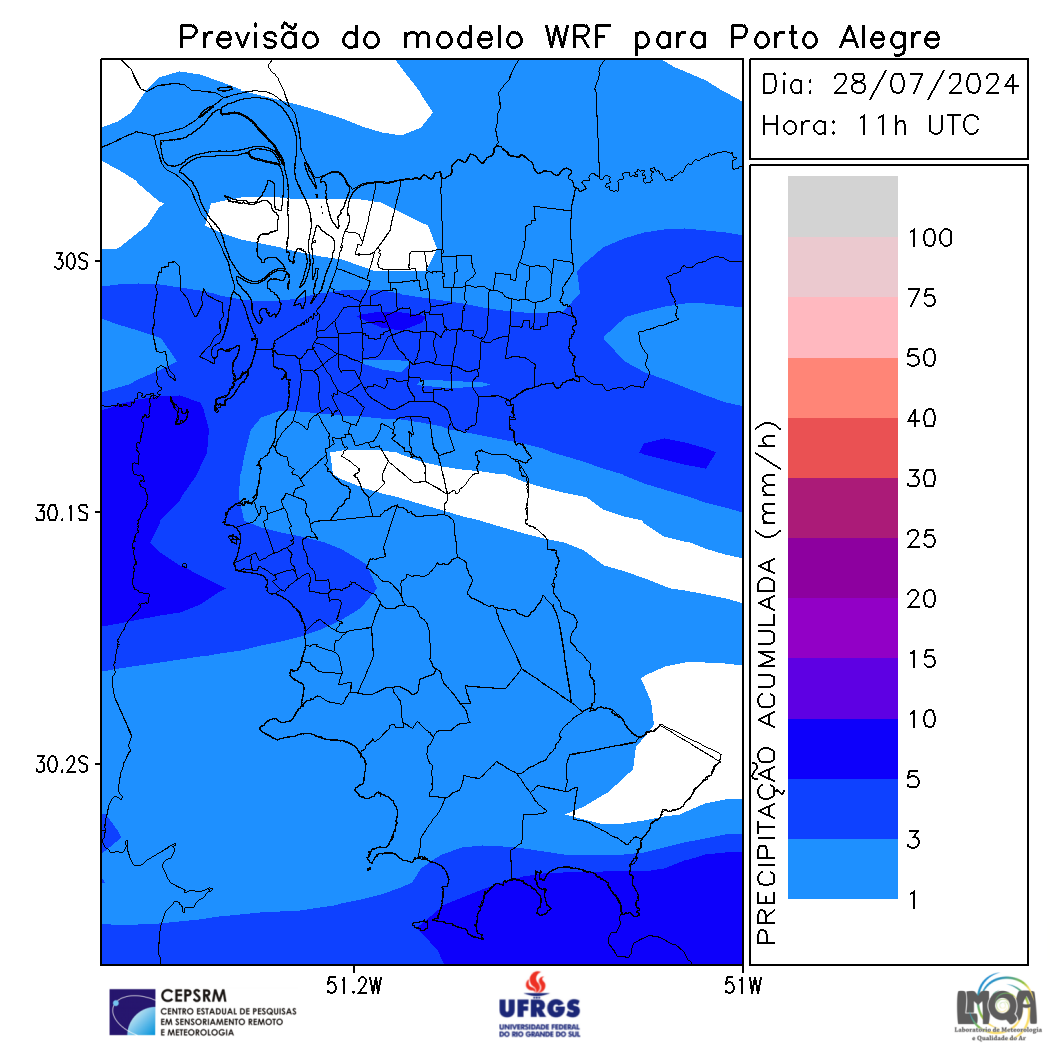 Previsão do modelo WRF para Porto Alegre
Dia: 28/07/2024
Hora: 11h UTC
30S
30.1S
30.2S
51.2W
51W
100
75
50
40
30
25
20
15
10
5
3
1
PRECIPITAÇÃO ACUMULADA (mm/h)
CEPSRM
CENTRO ESTADUAL DE PESQUISAS
EM SENSORIAMENTO REMOTO
E METEOROLOGIA
UFRGS
UNIVERSIDADE FEDERAL
DO RIO GRANDE DO SUL
LMQA
Laboratório de Meteorologia
e Qualidade do Ar